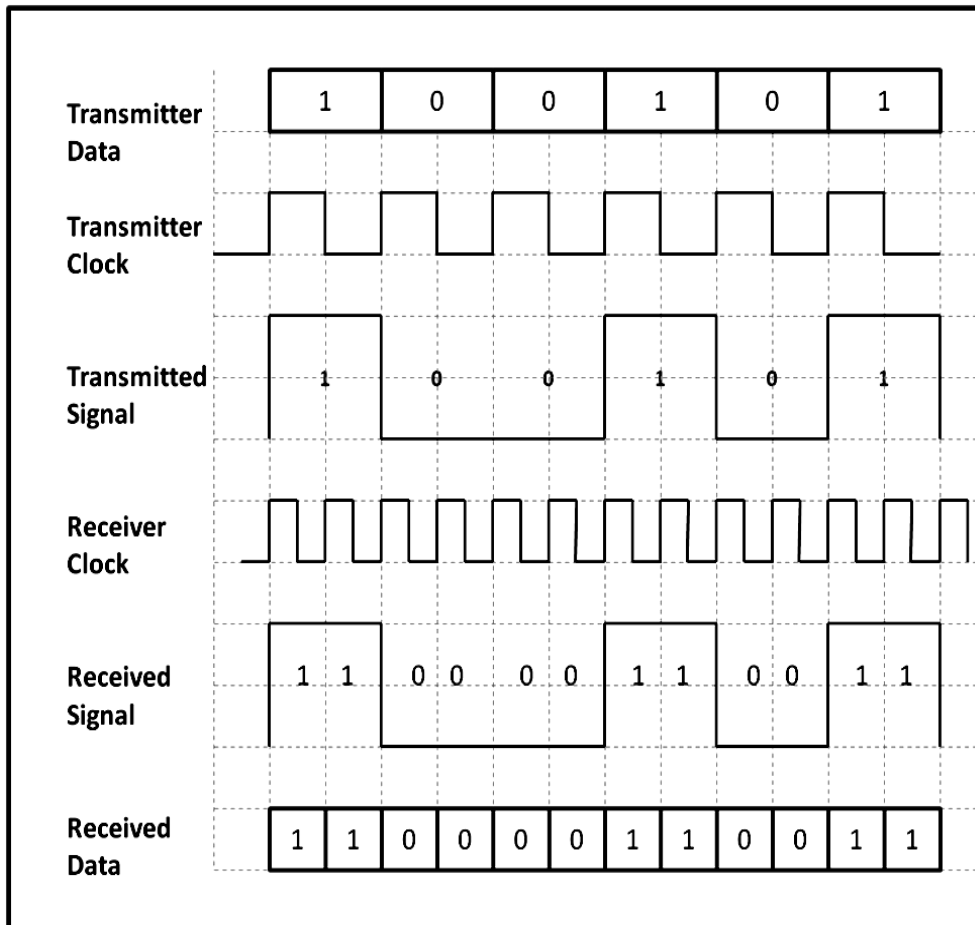 1 0 0 1 0 1
Transmitter
Data
Transmitter
Clock
Transmitted
Signal
1 0 0 1 0 1
Receiver
Clock
Received
Signal
1 1 0 0 0 0 1 1 0 0 1 1
Received
Data
1 1 0 0 0 0 1 1 0 0 1 1